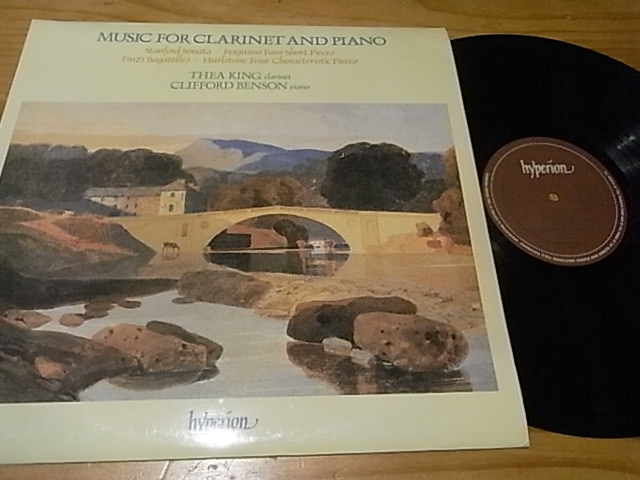 MUSIC FOR CLARINET AND PIANO
Stanford Sonata · Ferguson Four Short Pieces
Finzi Bagatelles · Hurlstone Four Characteristic Pieces
THEA KING clarinet
CLIFFORD BENSON piano
hyperion
hyperion